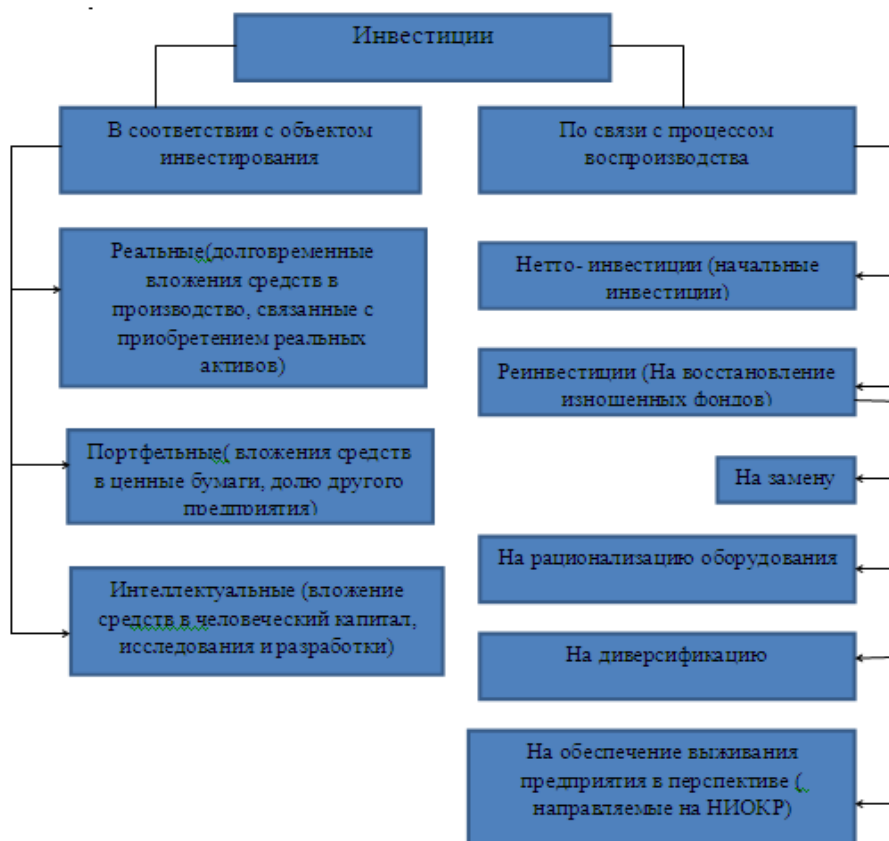 Инвестиции
В соответствии с объектом
инвестирования
Реальные(долговременные
вложения средств в
производство, связанные с
приобретением реальных
активов)
Портфельные( вложения средств
в ценные бумаги, долю другого
предприятия)
Интеллектуальные (вложение
средств в человеческий капитал,
исследования и разработки)
По связи с процессом
воспроизводства
Нетто- инвестиции (начальные
инвестиции)
Реинвестиции (На восстановление
изношенных фондов)
На замену
На рационализацию оборудования
На диверсификацию
На обеспечение выживания
предприятия в перспективе (
направляемые на НИОКР)